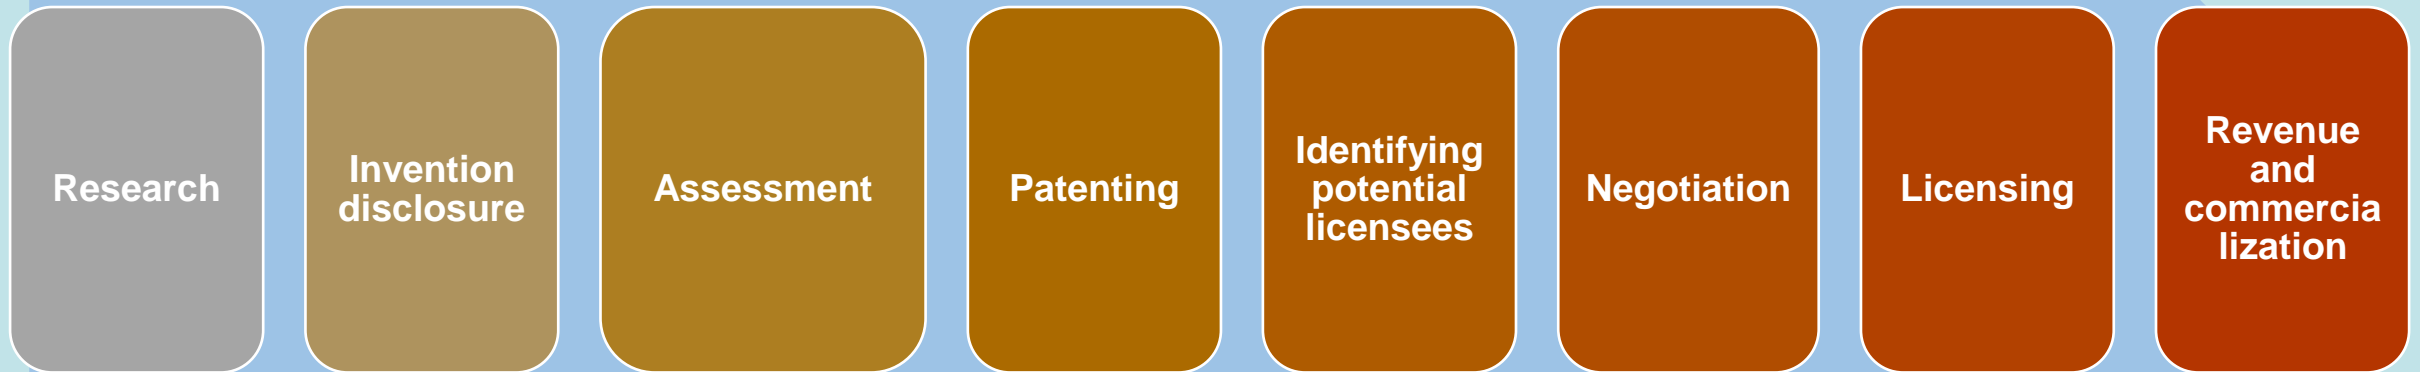 Research
Invention
disclosure
Assessment
Patenting
Identifying
potential
licensees
Negotiation
Licensing
Revenue
and
commercia
lization